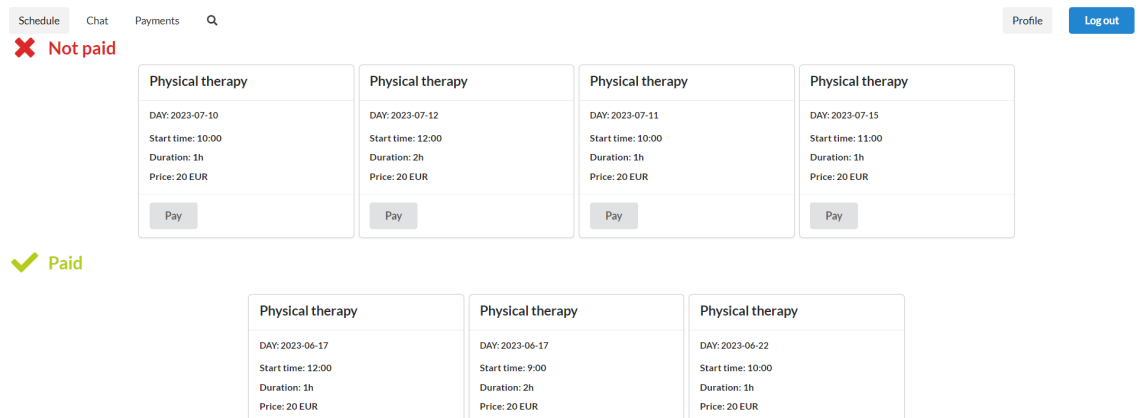 Schedule Chat Payments Profile Log out
Not paid
Physical therapy
DAY: 2023-07-10
Start time: 10:00
Duration: 1h
Price: 20 EUR
Pay
Physical therapy
DAY: 2023-07-12
Start time: 12:00
Duration: 2h
Price: 20 EUR
Pay
Physical therapy
DAY: 2023-07-11
Start time: 10:00
Duration: 1h
Price: 20 EUR
Pay
Physical therapy
DAY: 2023-07-15
Start time: 11:00
Duration: 1h
Price: 20 EUR
Pay
Paid
Physical therapy
DAY: 2023-06-17
Start time: 12:00
Duration: 1h
Price: 20 EUR
Physical therapy
DAY: 2023-06-17
Start time: 9:00
Duration: 2h
Price: 20 EUR
Physical therapy
DAY: 2023-06-22
Start time: 10:00
Duration: 1h
Price: 20 EUR